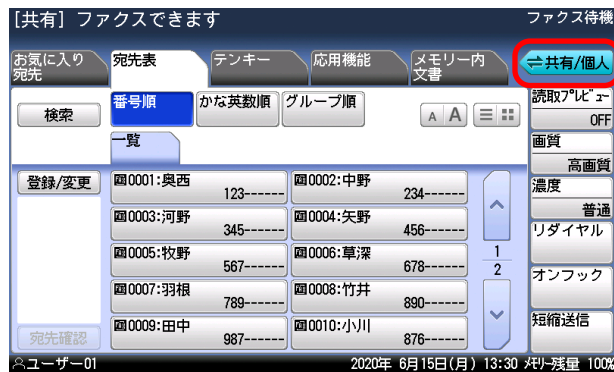 [共有] ファクスできます
ファクス待機
お気に入り
宛先
宛先表
テンキー
応用機能
メモリー内
文書
⇌共有/個人
検索
番号順
かな英数順
グループ順
A A
一覧
読取プレビュー
OFF
画質
高画質
濃度
普通
リダイヤル
オンフック
短縮送信
登録/変更
宛先確認
0001:奥西
123------
0002:中野
234------
0003:河野
345------
0004:矢野
456------
0005:牧野
567------
0006:草深
678------
0007:羽根
789------
0008:竹井
890------
0009:田中
987------
0010:小川
876------
1
2
ユーザー01
2020年 6月15日(月) 13:30 メモリー残量 100%